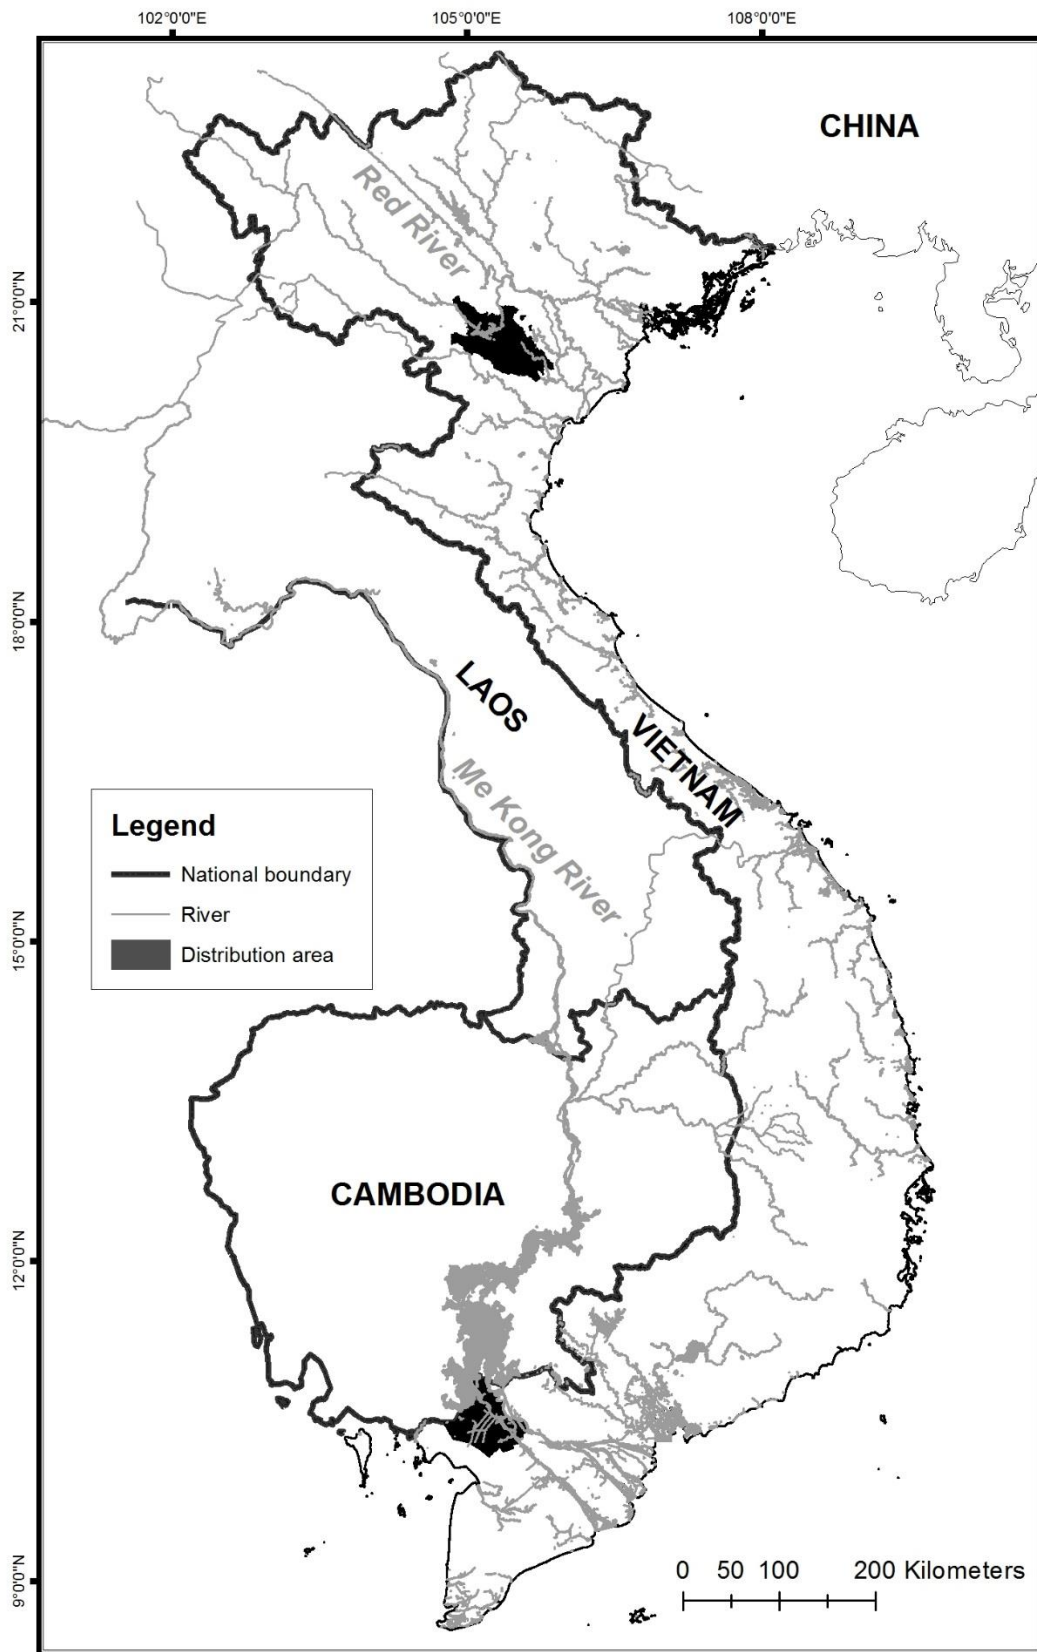 102°0'0"E
105°0'0"E
108°0'0"E
CHINA
Red River
21°0'0"N
18°0'0"N
LAOS
VIETNAM
Me Kong River
Legend
National boundary
River
Distribution area
15°0'0"N
CAMBODIA
12°0'0"N
9°0'0"N
0 50 100 200 Kilometers